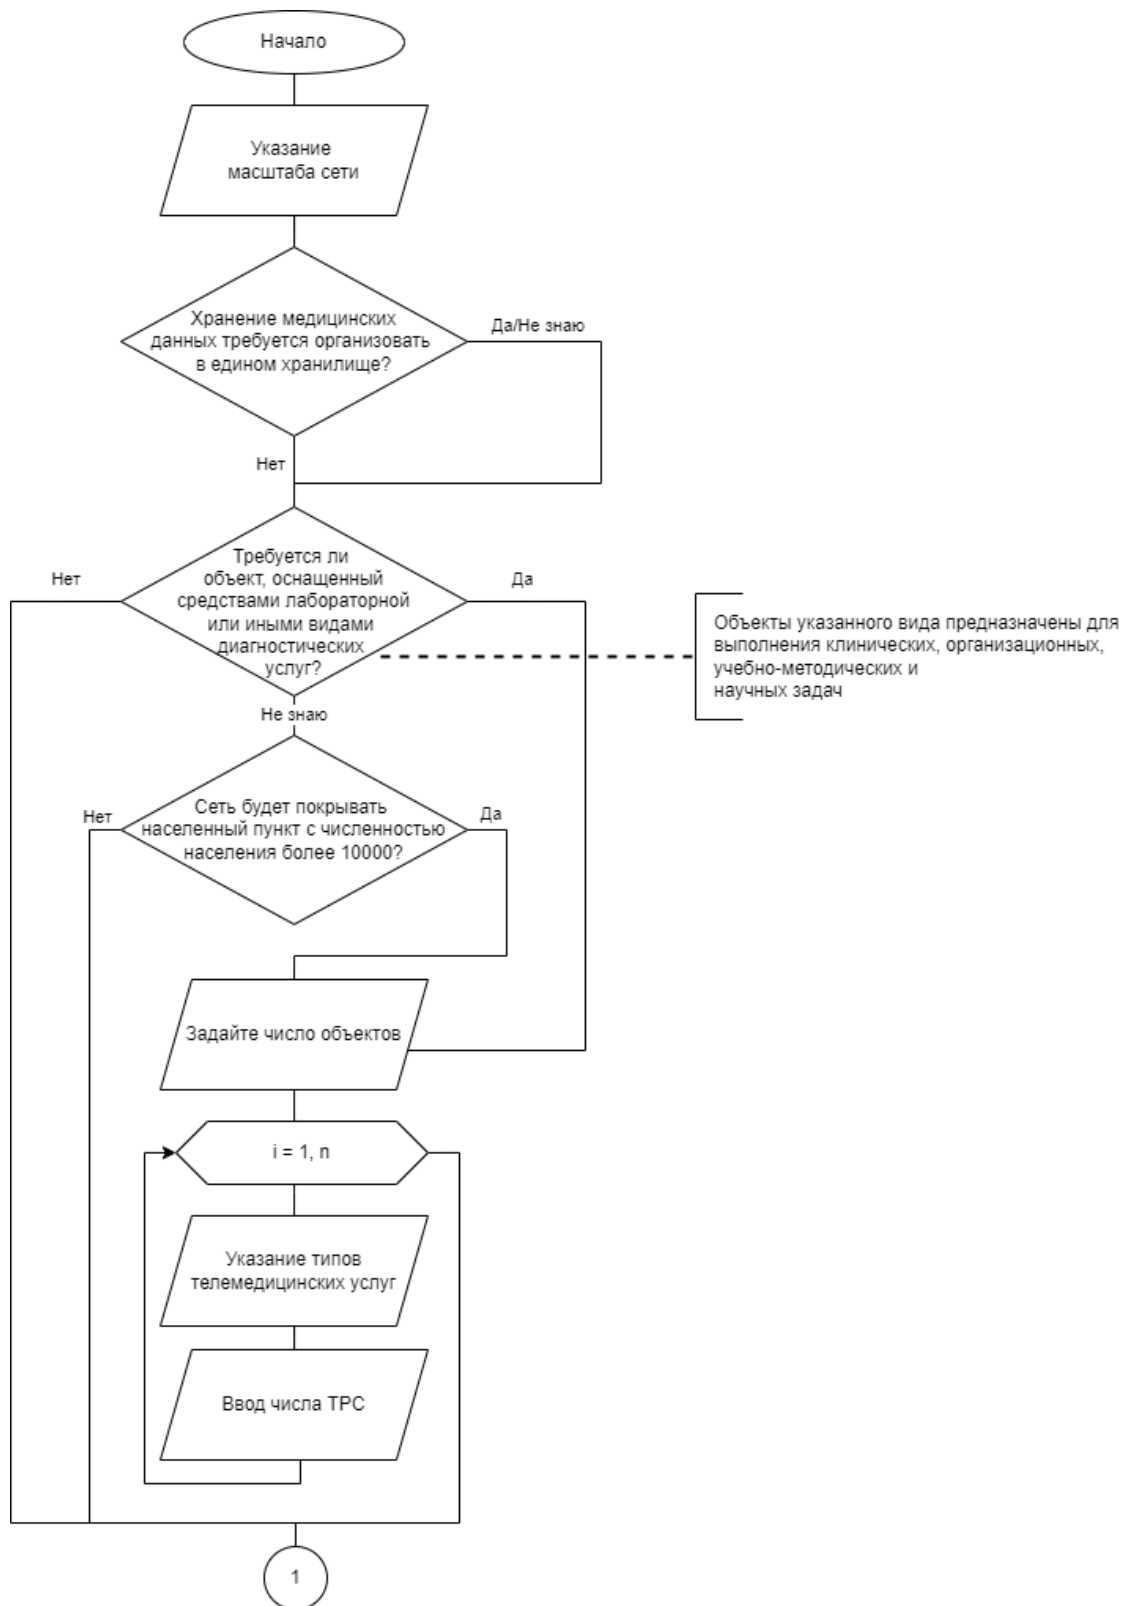 Начало
Указание
масштаба сети
Хранение медицинских
данных требуется организовать
в едином хранилище?
Да/Не знаю
Нет
Требуется ли
объект, оснащенный
средствами лабораторной
или иными видами
диагностических
услуг?
Нет
Да
Объекты указанного вида предназначены для
выполнения клинических, организационных,
учебно-методических и
научных задач
Не знаю
Сеть будет покрывать
населенный пункт с численностью
населения более 10000?
Нет
Да
Задайте число объектов
i = 1, n
Указание типов
телемедицинских услуг
Ввод числа ТРС
1